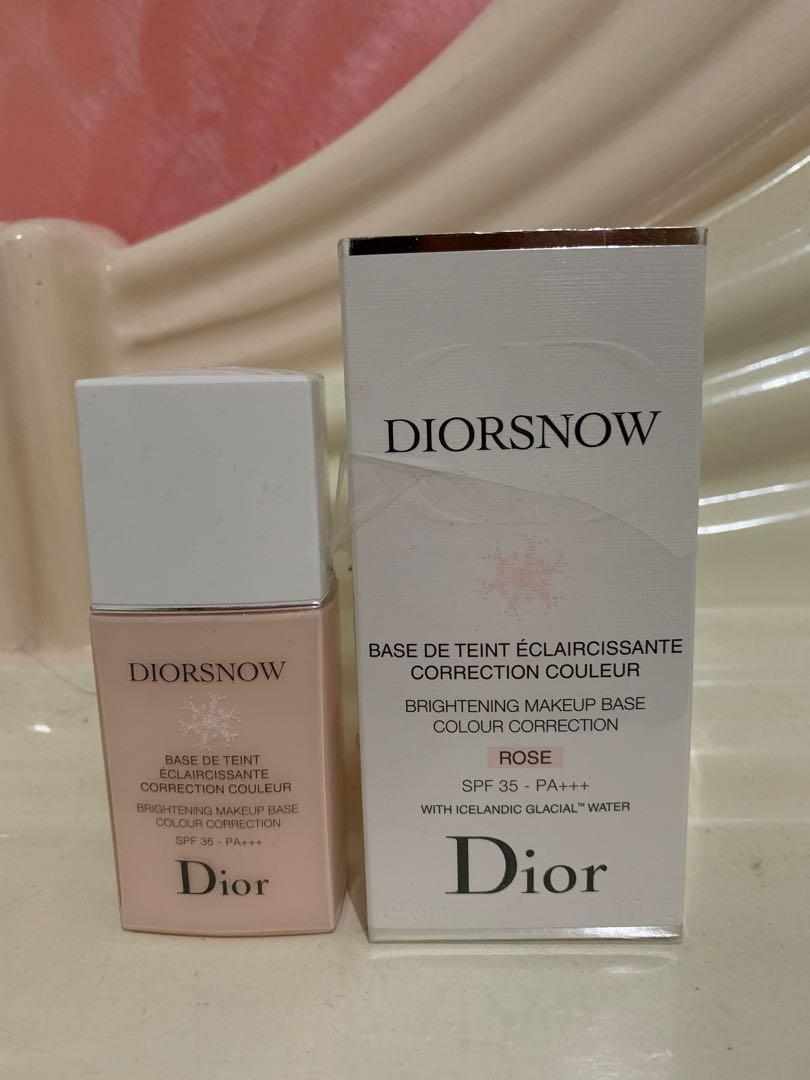 DIORSNOW
BASE DE TEINT
ÉCLAIRCISSANTE
CORRECTION COULEUR
BRIGHTENING MAKEUP BASE
COLOUR CORRECTION
SPF 35 - PA+++
Dior
DIORSNOW
BASE DE TEINT ÉCLAIRCISSANTE
CORRECTION COULEUR
BRIGHTENING MAKEUP BASE
COLOUR CORRECTION
ROSE
SPF 35 - PA+++
WITH ICELANDIC GLACIAL™ WATER
Dior